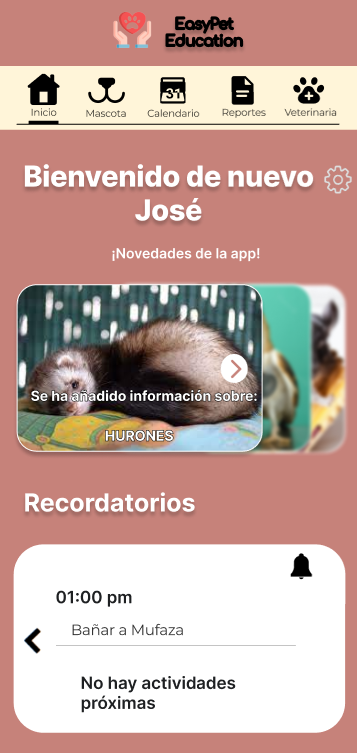 EasyPet
Education
Inicio
Mascota
31
Calendario
Reportes
Veterinaria
Bienvenido de nuevo
José
¡Novedades de la app!
Se ha añadido información sobre:
HURONES
Recordatorios
01:00 pm
Bañar a Mufaza
No hay actividades
próximas